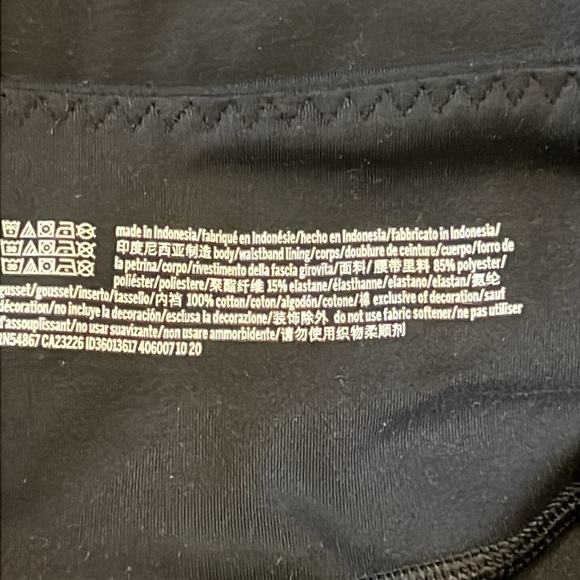 made in Indonesia/fabriqué en Indonésie/hecho en Indonesia/fabbricato in Indonesia/
印度尼西亚制造 body/waistband lining/corps/doublure de ceinture/cuerpo/forro de
la petrina/corpo/rivestimento della fascia girovita/面料/腰带里料 85% polyester/
poliéster/poliestere/聚酯纤维 15% elastane/élasthanne/elastano/elastan/氨纶
gusset/gousset/inserto/tassello/内裆 100% cotton/coton/algodón/cotone/棉 exclusive of decoration/sauf
décoration/no incluye la decoración/esclusa la decorazione/装饰除外 do not use fabric softener/ne pas utiliser
d'assouplissant/no usar suavizante/non usare ammorbidente/请勿使用织物柔顺剂
RN54867 CA23226 ID36013617 406007 10 20